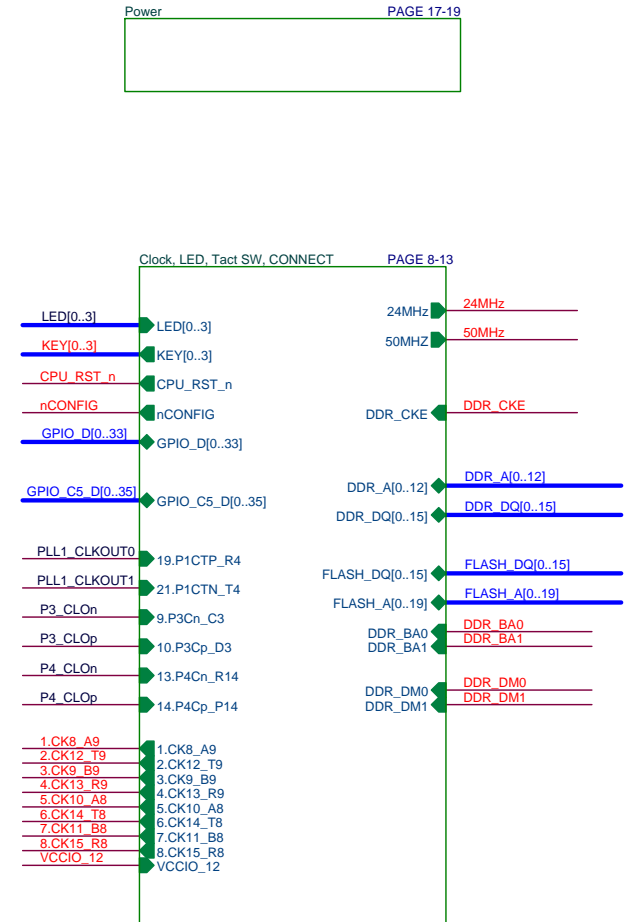 Power PAGE 17-19
Clock, LED, Tact SW, CONNECT PAGE 8-13
LED[0..3] LED[0..3]
KEY[0..3] KEY[0..3]
CPU_RST_n CPU_RST_n
nCONFIG nCONFIG
GPIO_D[0..33] GPIO_D[0..33]
GPIO_C5_D[0..35] GPIO_C5_D[0..35]
PLL1_CLKOUT0 19.P1CTP_R4
PLL1_CLKOUT1 21.P1CTN_T4
P3_CLOn 9.P3Cn_C3
P3_CLOp 10.P3Cp_D3
P4_CLOn 13.P4Cn_R14
P4_CLOp 14.P4Cp_P14
1.CK8_A9 1.CK8_A9
2.CK12_T9 2.CK12_T9
3.CK9_B9 3.CK9_B9
4.CK13_R9 4.CK13_R9
5.CK10_A8 5.CK10_A8
6.CK14_T8 6.CK14_T8
7.CK11_B8 7.CK11_B8
8.CK15_R8 8.CK15_R8
VCCIO_12 VCCIO_12
24MHz 24MHz
50MHZ 50MHz
DDR_CKE DDR_CKE
DDR_A[0..12] DDR_A[0..12]
DDR_DQ[0..15] DDR_DQ[0..15]
FLASH_DQ[0..15] FLASH_DQ[0..15]
FLASH_A[0..19] FLASH_A[0..19]
DDR_BA0 DDR_BA0
DDR_BA1 DDR_BA1
DDR_DM0 DDR_DM0
DDR_DM1 DDR_DM1